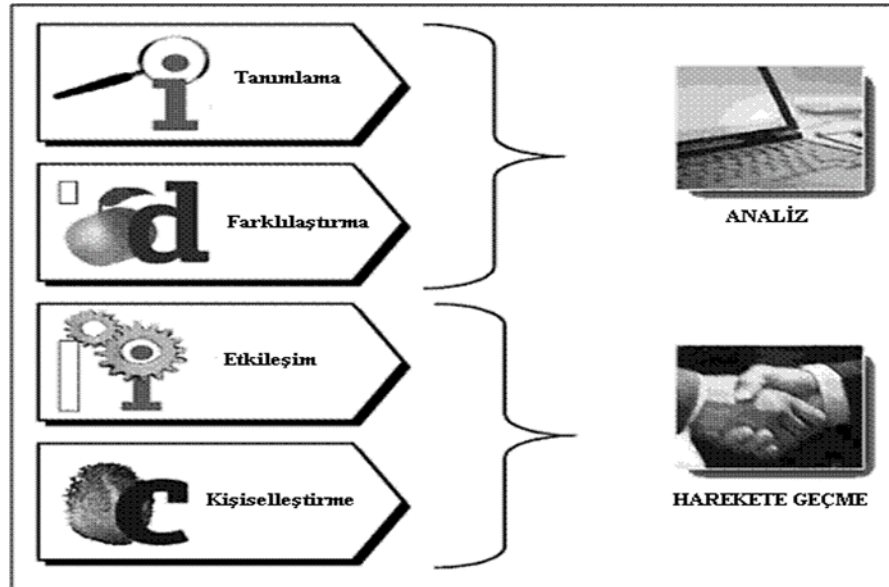 i
Tanımlama
d
Farklılaştırma
ANALİZ
i
Etkileşim
c
Kişiselleştirme
HAREKETE GEÇME